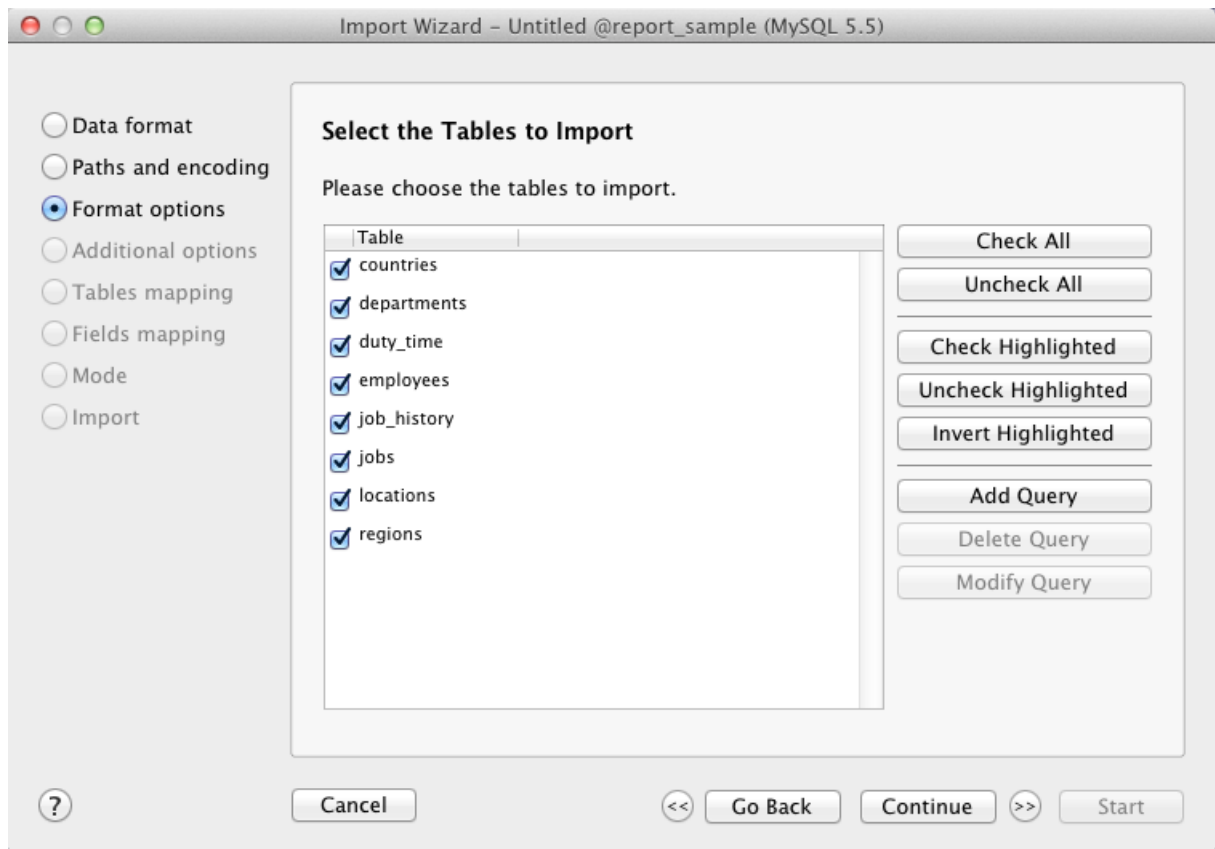 Import Wizard – Untitled @report_sample (MySQL 5.5)
Data format
Paths and encoding
Format options
Additional options
Tables mapping
Fields mapping
Mode
Import
Select the Tables to Import
Please choose the tables to import.
Table
countries
departments
duty_time
employees
job_history
jobs
locations
regions
Check All
Uncheck All
Check Highlighted
Uncheck Highlighted
Invert Highlighted
Add Query
Delete Query
Modify Query
?
Cancel
<<
Go Back
Continue
>>
Start